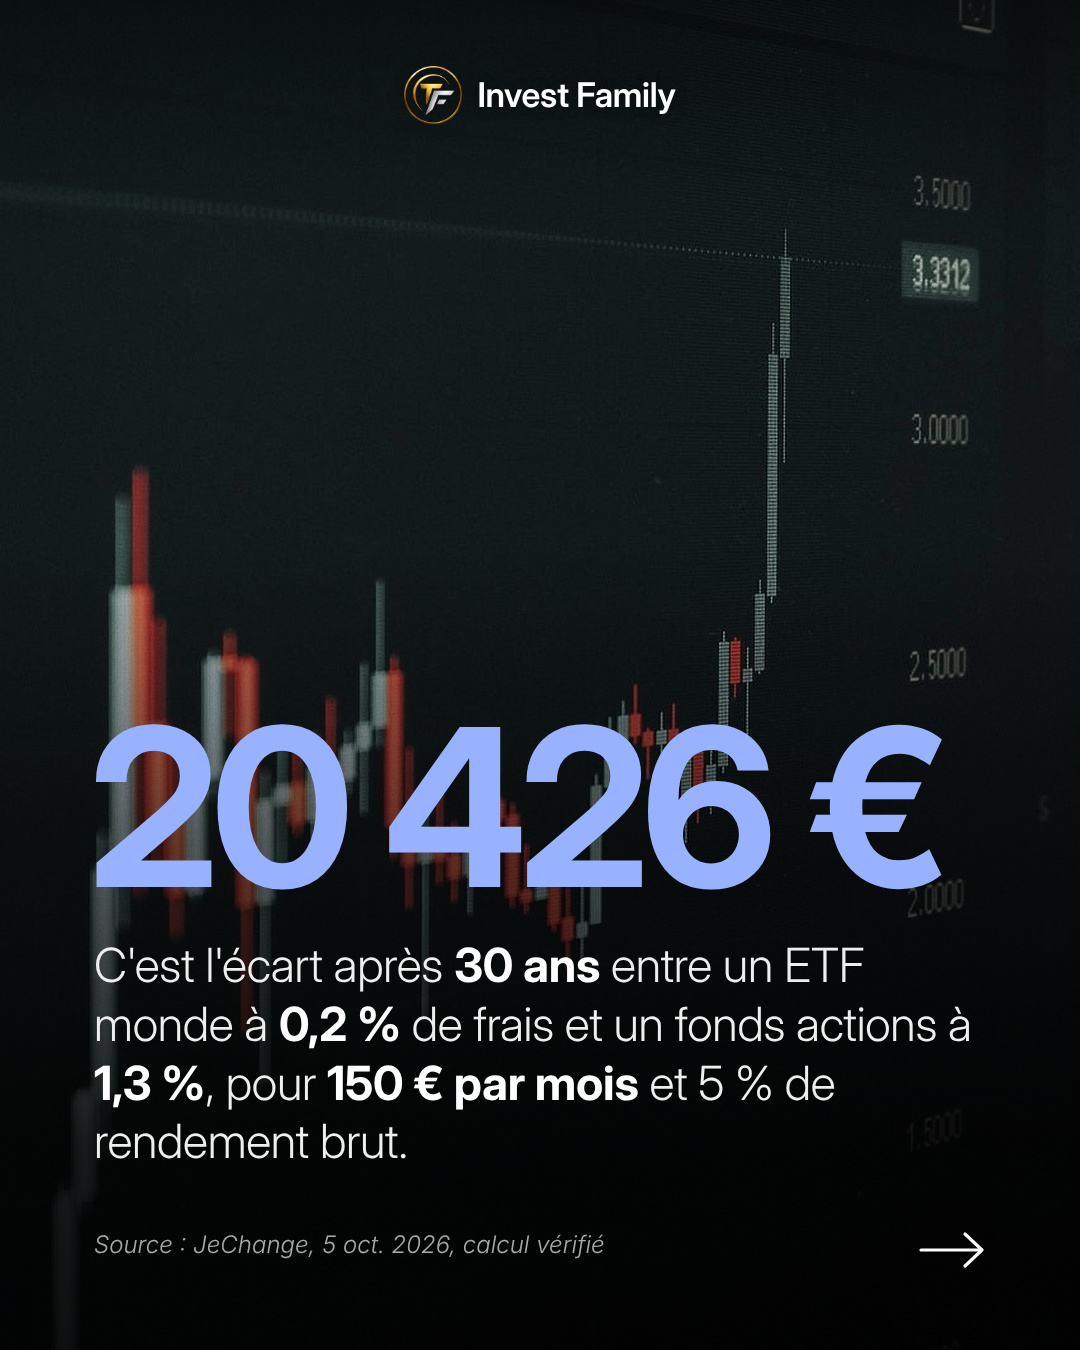 TF Invest Family
3.5000
3.3312
3.0000
2.5000
20 426 €
2.0000
C'est l'écart après 30 ans entre un ETF
monde à 0,2 % de frais et un fonds actions à
1,3 %, pour 150 € par mois et 5 % de
rendement brut.
1.5000
Source : JeChange, 5 oct. 2026, calcul vérifié